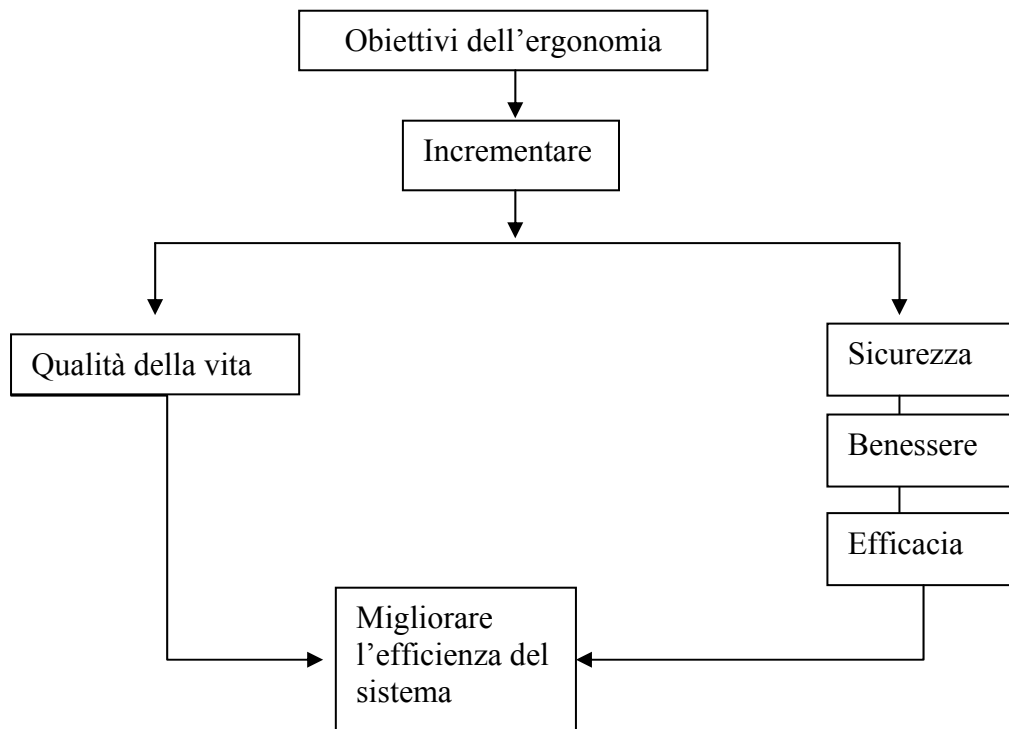 Obiettivi dell’ergonomia
Incrementare
Qualità della vita
Sicurezza
Benessere
Efficacia
Migliorare
l’efficienza del
sistema